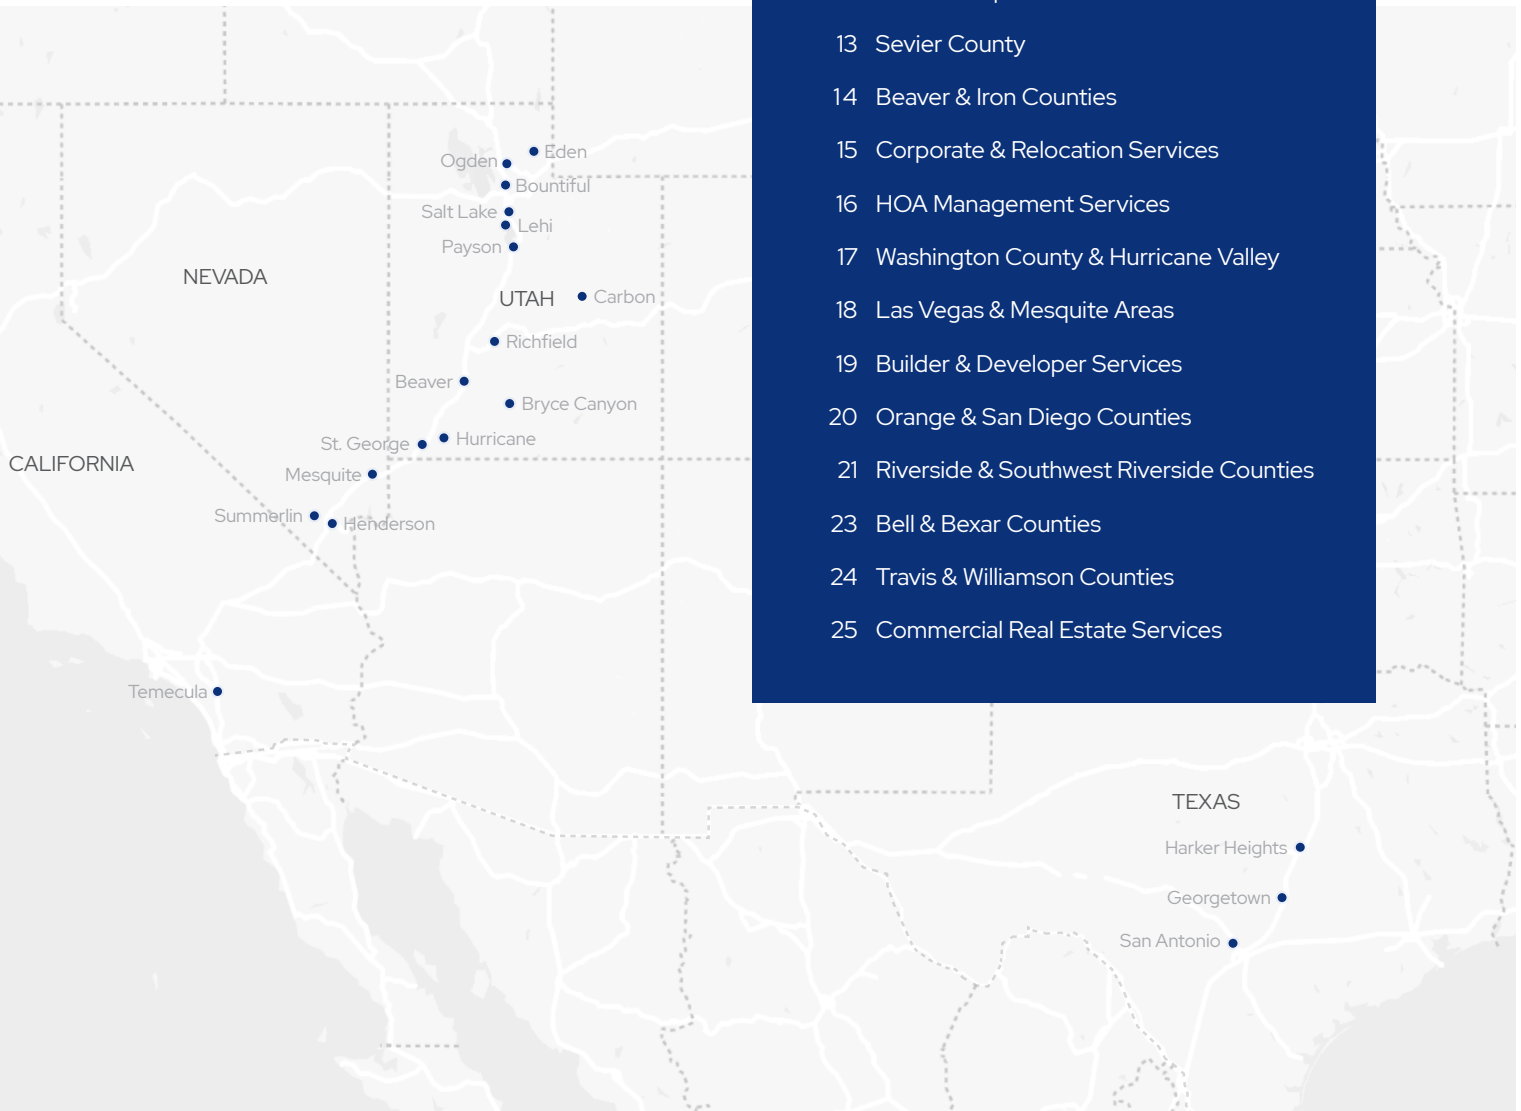 13 Sevier County
14 Beaver & Iron Counties
15 Corporate & Relocation Services
16 HOA Management Services
17 Washington County & Hurricane Valley
18 Las Vegas & Mesquite Areas
19 Builder & Developer Services
20 Orange & San Diego Counties
21 Riverside & Southwest Riverside Counties
23 Bell & Bexar Counties
24 Travis & Williamson Counties
25 Commercial Real Estate Services
Eden
Ogden
Bountiful
Salt Lake
Lehi
Payson
NEVADA
UTAH
Carbon
Richfield
Beaver
Bryce Canyon
Hurricane
St. George
CALIFORNIA
Mesquite
Summerlin
Henderson
Temecula
TEXAS
Harker Heights
Georgetown
San Antonio